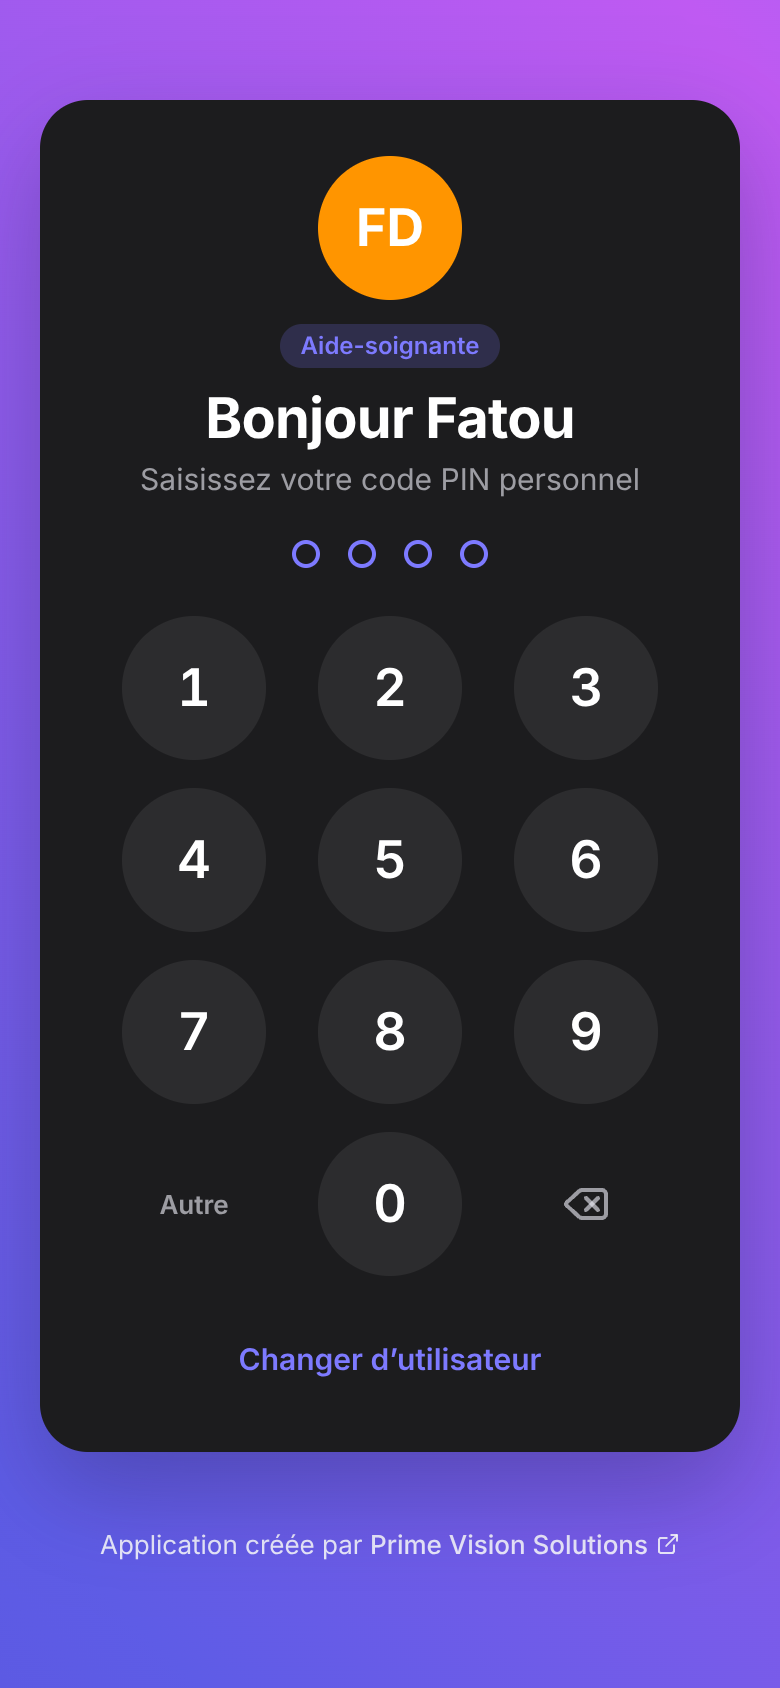 FD
Aide-soignante
Bonjour Fatou
Saisissez votre code PIN personnel
1 2 3
4 5 6
7 8 9
Autre 0
Changer d’utilisateur
Application créée par Prime Vision Solutions